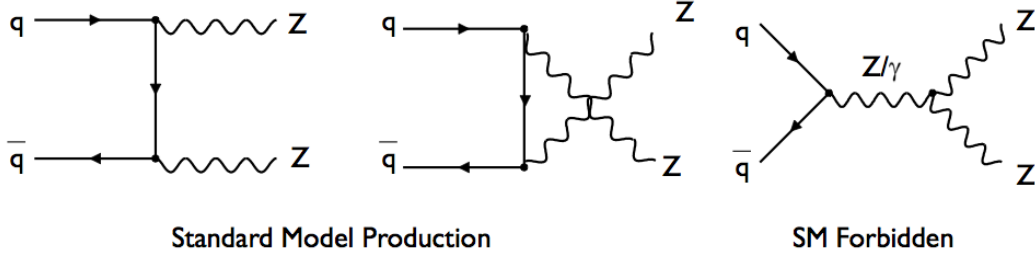 q Z
q̅ Z
q Z
q̅ Z
q Z/γ Z
q̅ Z
Standard Model Production
SM Forbidden